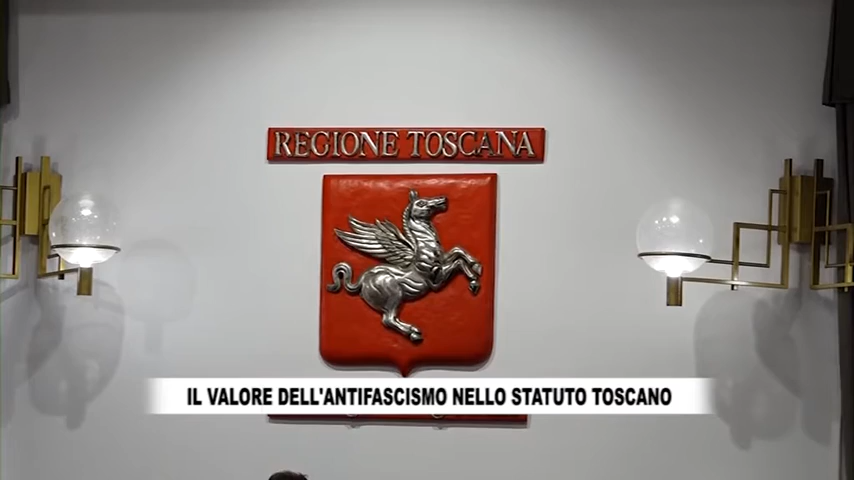 REGIONE TOSCANA
IL VALORE DELL'ANTIFASCISMO NELLO STATUTO TOSCANO